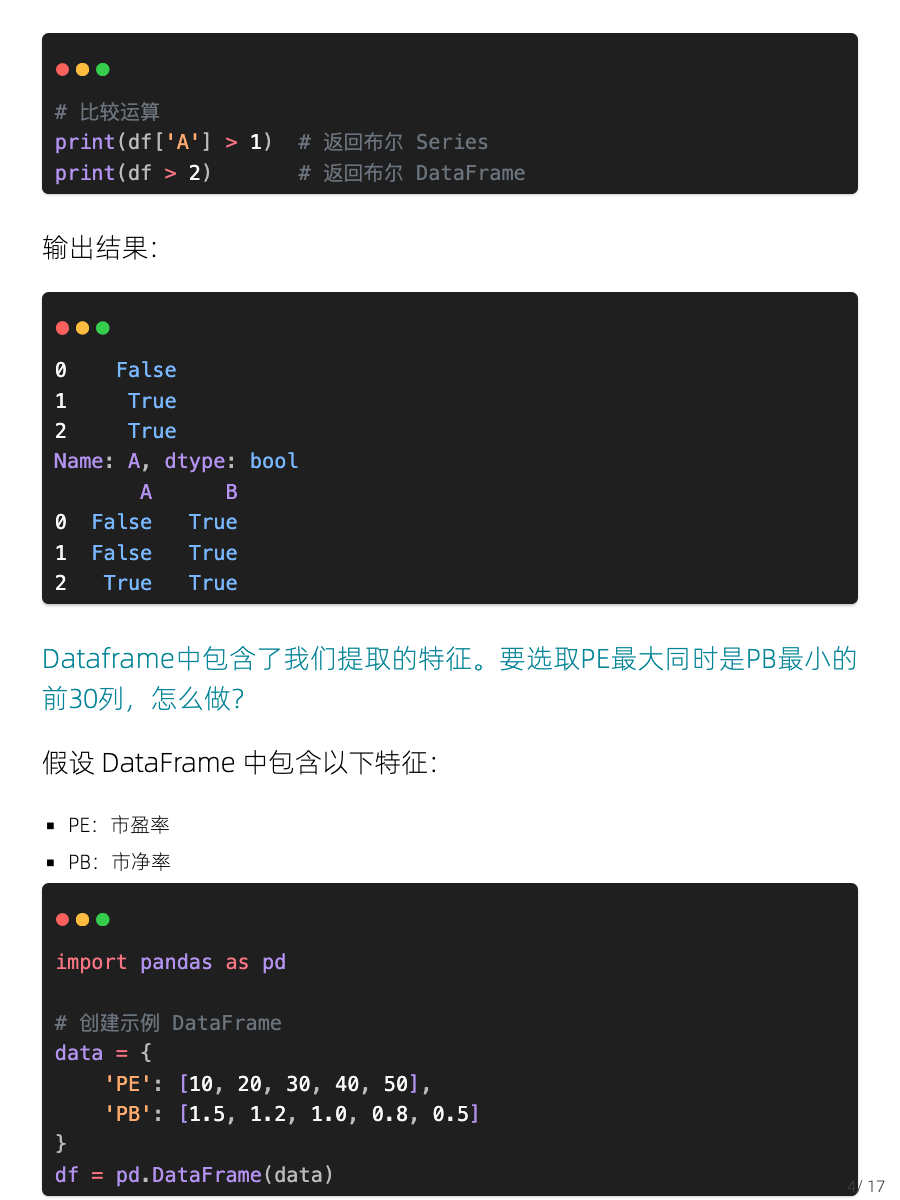 # 比较运算
print(df['A'] > 1)  # 返回布尔 Series
print(df > 2)       # 返回布尔 DataFrame
输出结果：
0    False
1     True
2     True
Name: A, dtype: bool
       A      B
0  False   True
1  False   True
2   True   True
Dataframe中包含了我们提取的特征。要选取PE最大同时是PB最小的
前30列，怎么做？
假设 DataFrame 中包含以下特征：
▪ PE：市盈率
▪ PB：市净率
import pandas as pd
# 创建示例 DataFrame
data = {
    'PE': [10, 20, 30, 40, 50],
    'PB': [1.5, 1.2, 1.0, 0.8, 0.5]
}
df = pd.DataFrame(data)
4/ 17